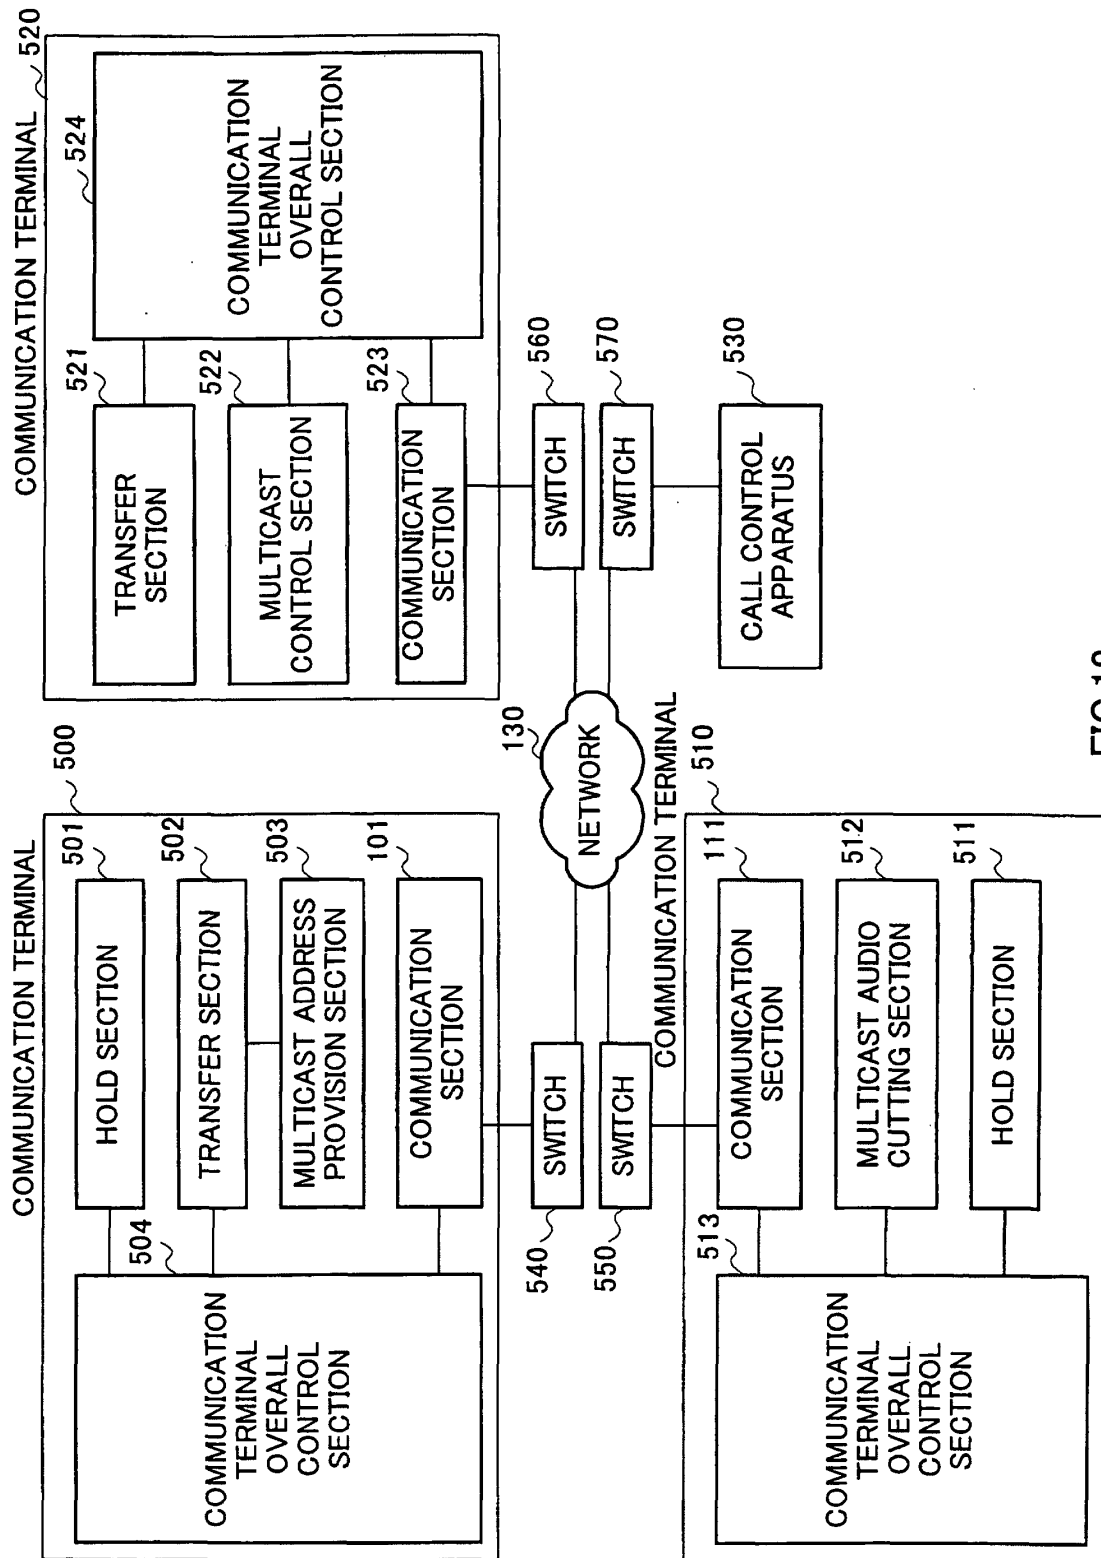 COMMUNICATION TERMINAL
500
501
HOLD SECTION
502
TRANSFER SECTION
503
MULTICAST ADDRESS
PROVISION SECTION
101
COMMUNICATION
SECTION
504
COMMUNICATION
TERMINAL
OVERALL
CONTROL
SECTION
COMMUNICATION TERMINAL
520
524
COMMUNICATION
TERMINAL
OVERALL
CONTROL SECTION
521
TRANSFER
SECTION
522
MULTICAST
CONTROL SECTION
523
COMMUNICATION
SECTION
540
SWITCH
550
SWITCH
130
NETWORK
560
SWITCH
570
SWITCH
530
CALL CONTROL
APPARATUS
COMMUNICATION TERMINAL
510
111
COMMUNICATION
SECTION
512
MULTICAST AUDIO
CUTTING SECTION
511
HOLD SECTION
513
COMMUNICATION
TERMINAL
OVERALL
CONTROL
SECTION